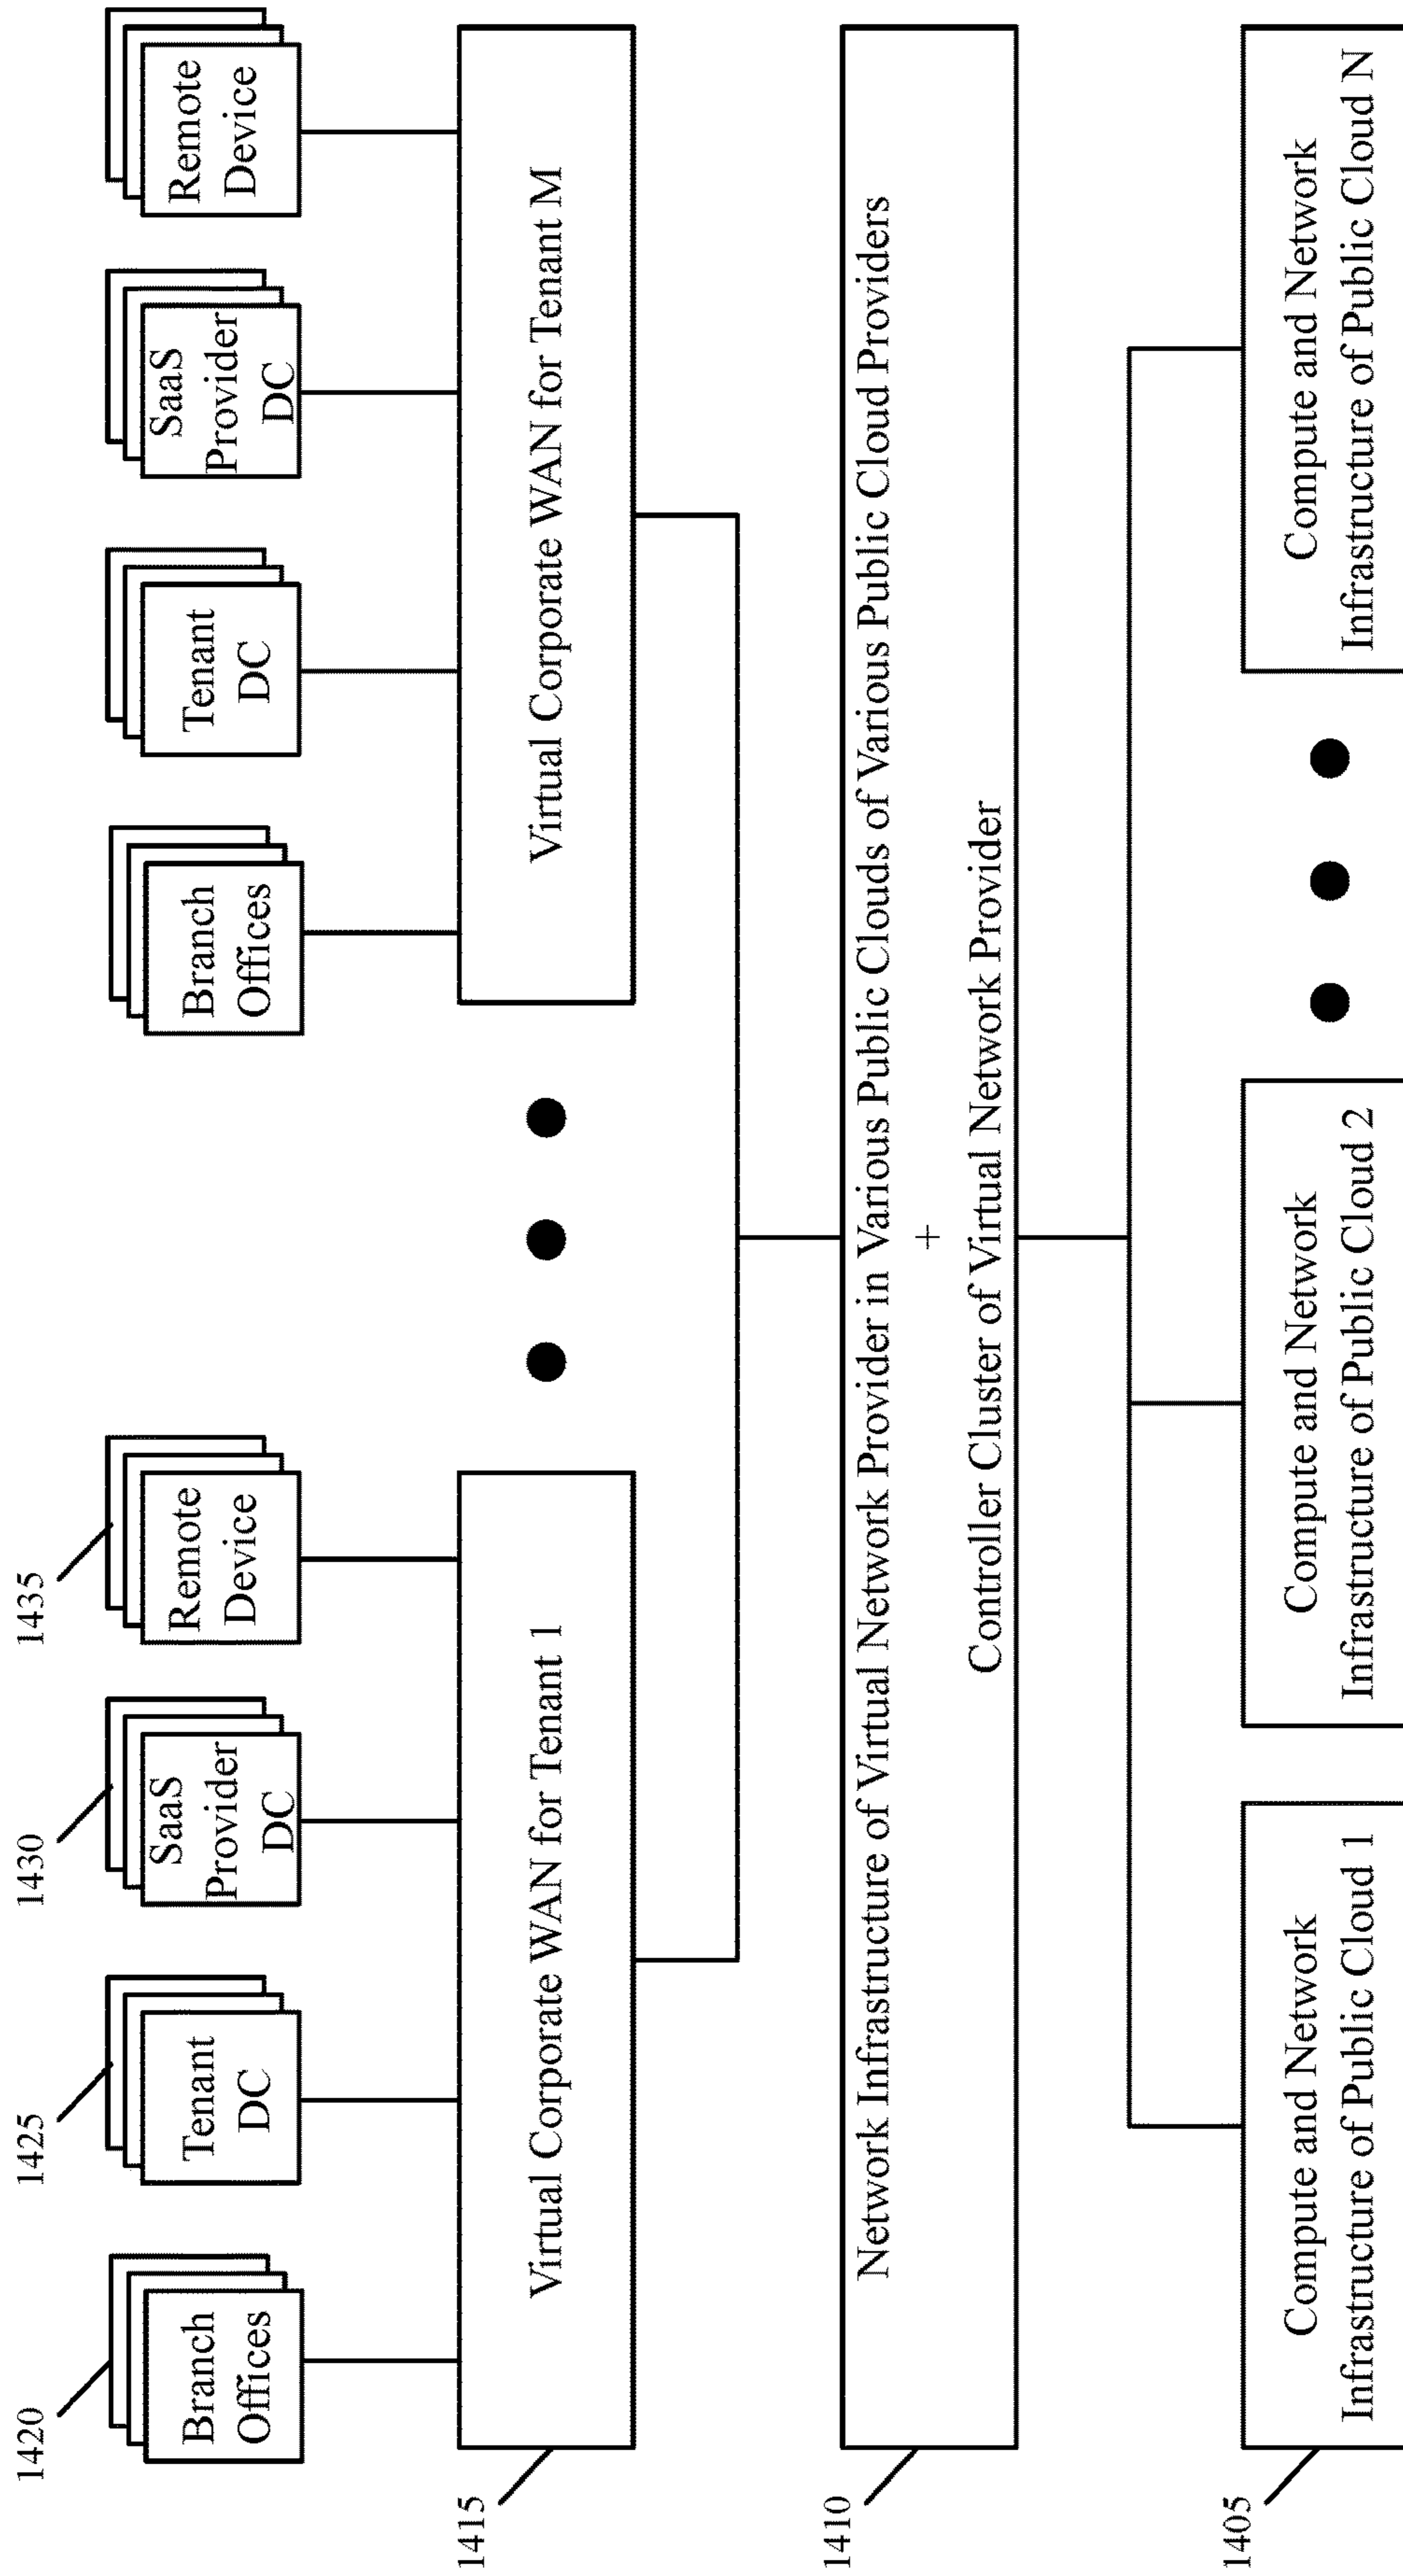 1420
1425
1430
1435
Branch
Offices
Tenant
DC
SaaS
Provider
DC
Remote
Device
Branch
Offices
Tenant
DC
SaaS
Provider
DC
Remote
Device
1415
Virtual Corporate WAN for Tenant 1
Virtual Corporate WAN for Tenant M
1410
Network Infrastructure of Virtual Network Provider in Various Public Clouds of Various Public Cloud Providers
+
Controller Cluster of Virtual Network Provider
1405
Compute and Network
Infrastructure of Public Cloud 1
Compute and Network
Infrastructure of Public Cloud 2
Compute and Network
Infrastructure of Public Cloud N